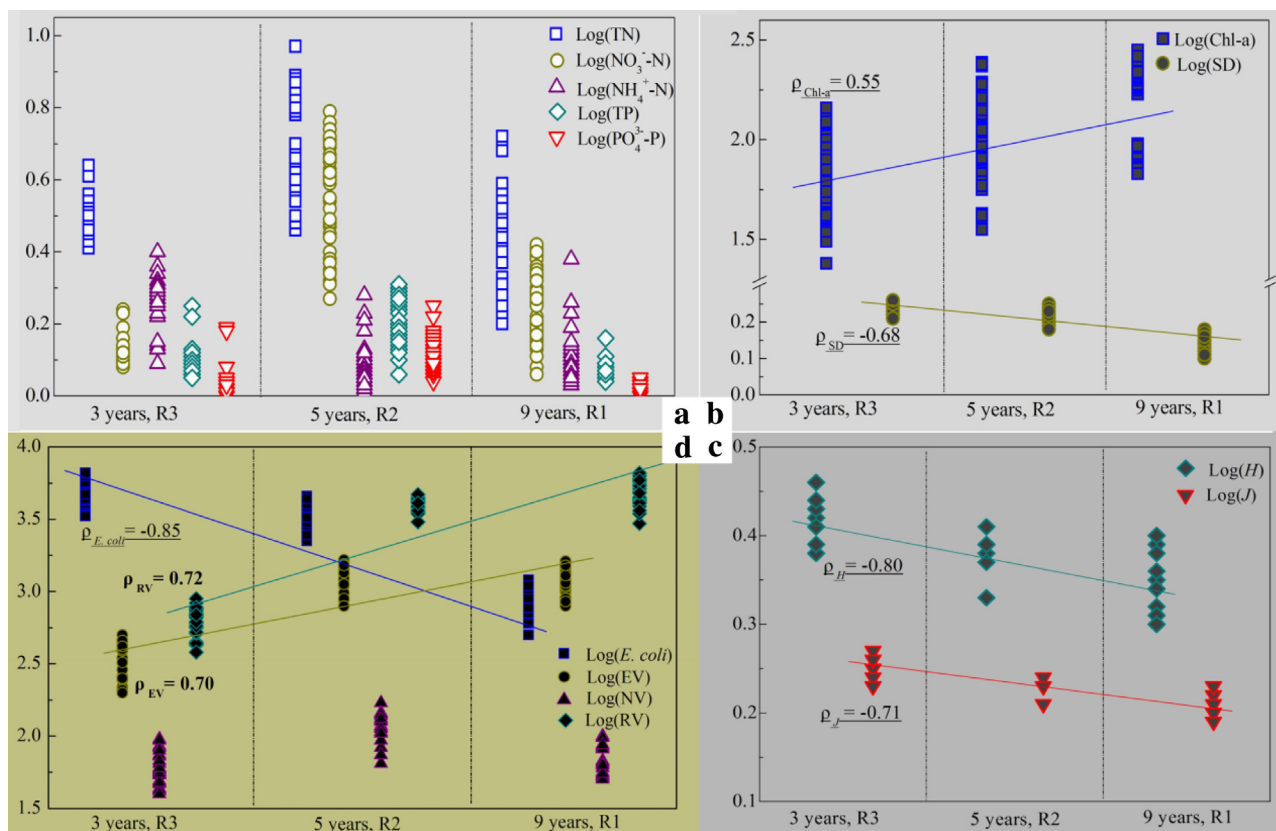 1.0
0.8
0.6
0.4
0.2
0.0
Log(TN)
Log(NO3⁻-N)
Log(NH4⁺-N)
Log(TP)
Log(PO4³⁻-P)
3 years, R3
5 years, R2
9 years, R1
a
2.5
2.0
1.5
0.2
0.1
0.0
Log(Chl-a)
Log(SD)
ρChl-a = 0.55
ρSD = -0.68
3 years, R3
5 years, R2
9 years, R1
b
4.0
3.5
3.0
2.5
2.0
1.5
ρE. coli = -0.85
ρRV = 0.72
ρEV = 0.70
Log(E. coli)
Log(EV)
Log(NV)
Log(RV)
3 years, R3
5 years, R2
9 years, R1
d
0.5
0.4
0.3
0.2
0.1
Log(H)
Log(J)
ρH = -0.80
ρJ = -0.71
3 years, R3
5 years, R2
9 years, R1
c